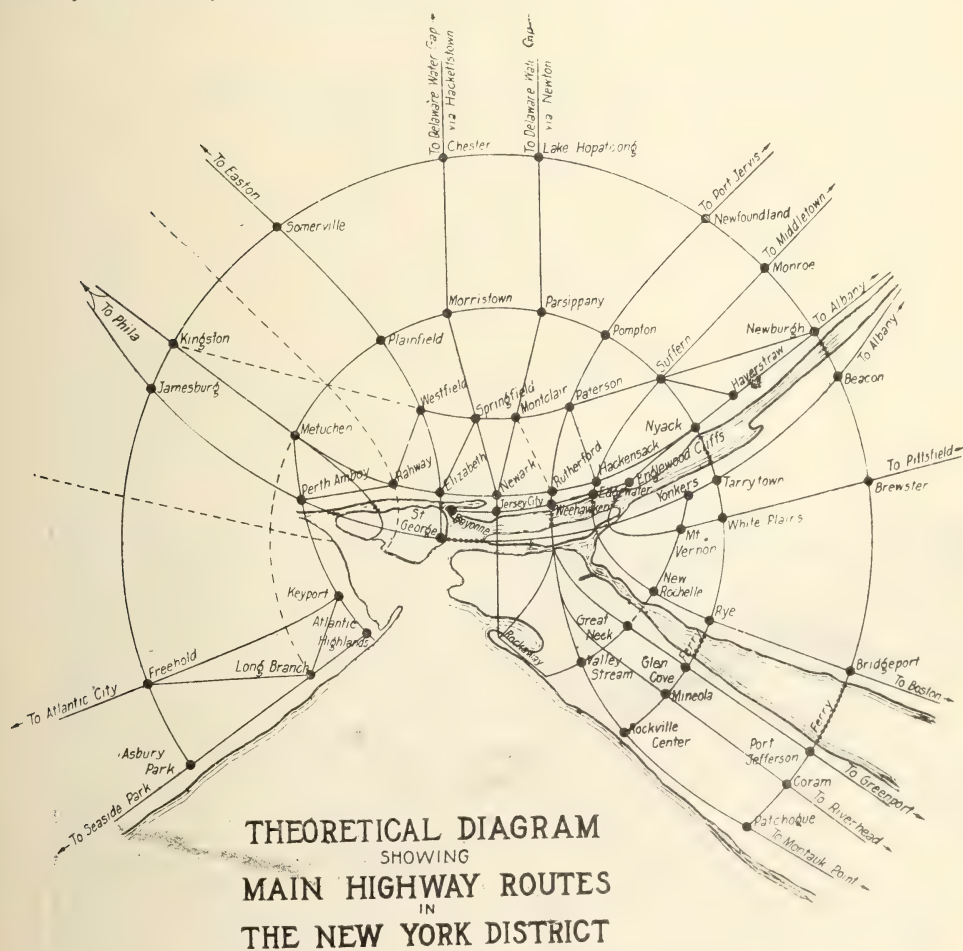 To Delaware Water Gap
via Hackettstown
To Delaware Wat. Gap
via Newton
Chester
Lake Hopatcong
To Easton
To Port Jervis
Somerville
Newfoundland
To Middletown
Monroe
Morristown
Parsippany
To Phila
Kingston
Plainfield
Pompton
Newburgh
To Albany
Suffern
Haverstraw
To Albany
Jamesburg
Westfield
Springfield
Montclair
Paterson
Beacon
Metuchen
Nyack
Perth Amboy
Rahway
Elizabeth
Newark
Rutherford
Hackensack
Englewood Cliffs
To Pittsfield
St
George
Bayonne
Jersey City
Weehawken
Edgewater
Yonkers
Tarrytown
Brewster
White Plains
Mt.
Vernon
Keyport
New
Rochelle
Atlantic
Highlands
Great
Neck
Rye
Rockaway
Freehold
Long Branch
Valley
Stream
Glen
Cove
Ferry
Bridgeport
To Boston
To Atlantic City
Mineola
Asbury
Park
Rockville
Center
Ferry
Port
Jefferson
To Greenport
Coram
To Seaside Park
To Riverhead
Patchogue
To Montauk Point
THEORETICAL DIAGRAM
SHOWING
MAIN HIGHWAY ROUTES
IN
THE NEW YORK DISTRICT